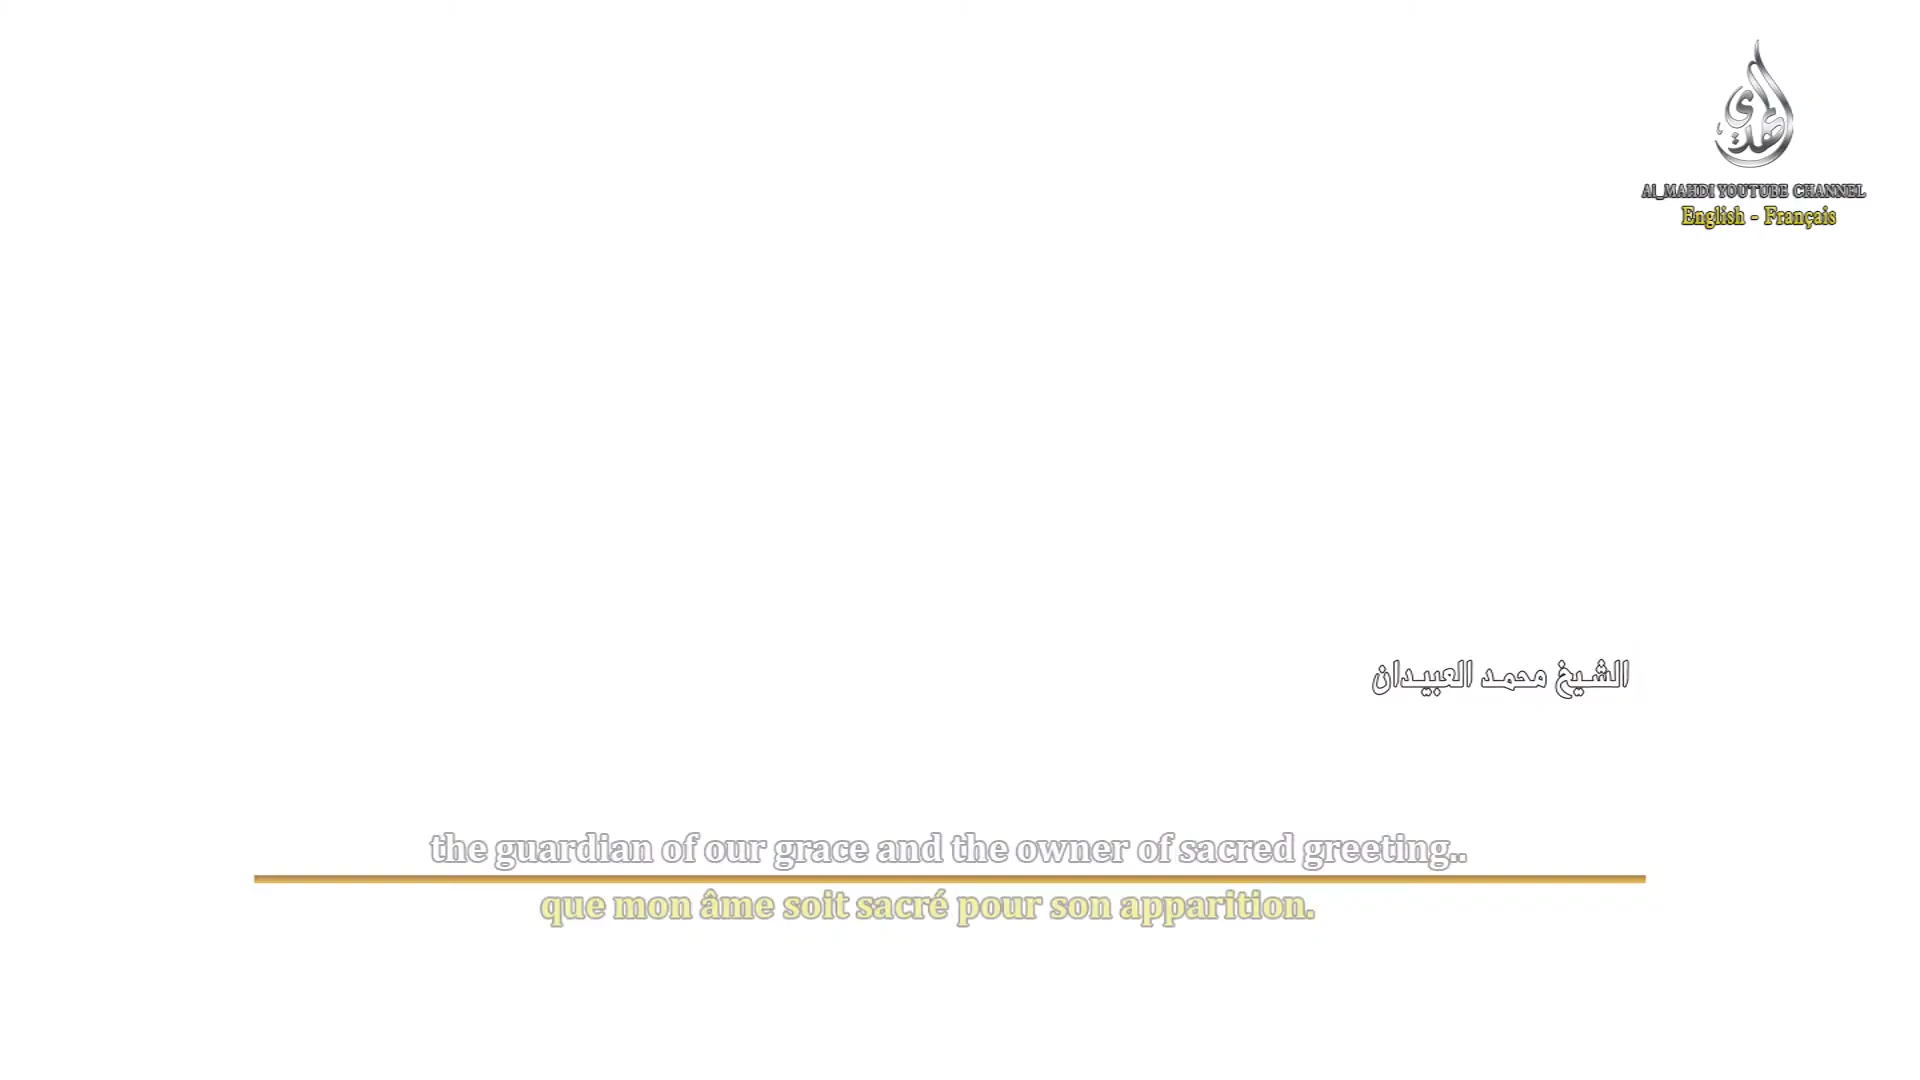 المهدي
Al_MAHDI YOUTUBE CHANNEL
English - Français
الشيخ محمد العبيدان
the guardian of our grace and the owner of sacred greeting..
que mon âme soit sacré pour son apparition.